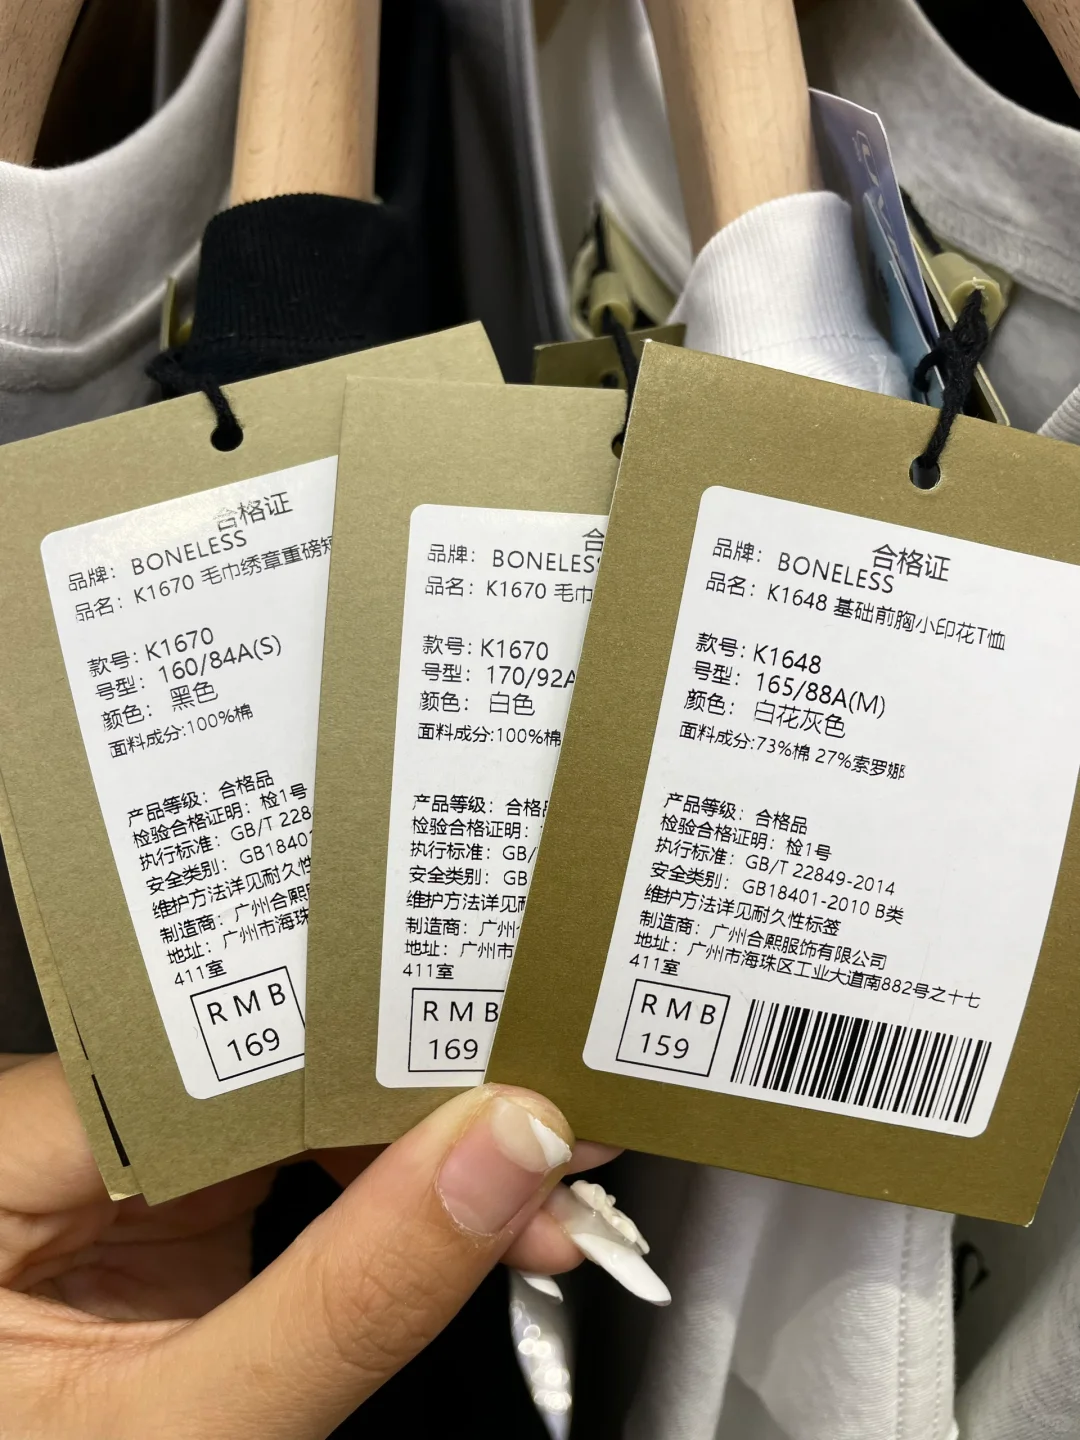 合格证
品牌： BONELESS
品名： K1670 毛巾绣章重磅短
款号： K1670
号型： 160/84A(S)
颜色： 黑色
面料成分:100%棉
产品等级： 合格品
检验合格证明： 检1号
执行标准： GB/T 228
安全类别： GB1840
维护方法详见耐久性
制造商： 广州合熙
地址： 广州市海珠
411室
RMB
169
合
品牌： BONELESS
品名： K1670 毛巾
款号： K1670
号型： 170/92A
颜色： 白色
面料成分:100%棉
产品等级： 合格
检验合格证明：
执行标准： GB/
安全类别： GB
维护方法详见
制造商： 广州
地址： 广州市
411室
RMB
169
合格证
品牌： BONELESS
品名： K1648 基础前胸小印花T恤
款号： K1648
号型： 165/88A(M)
颜色： 白花灰色
面料成分:73%棉 27%索罗娜
产品等级： 合格品
检验合格证明： 检1号
执行标准： GB/T 22849-2014
安全类别： GB18401-2010 B类
维护方法详见耐久性标签
制造商： 广州合熙服饰有限公司
地址： 广州市海珠区工业大道南882号之十七
411室
RMB
159